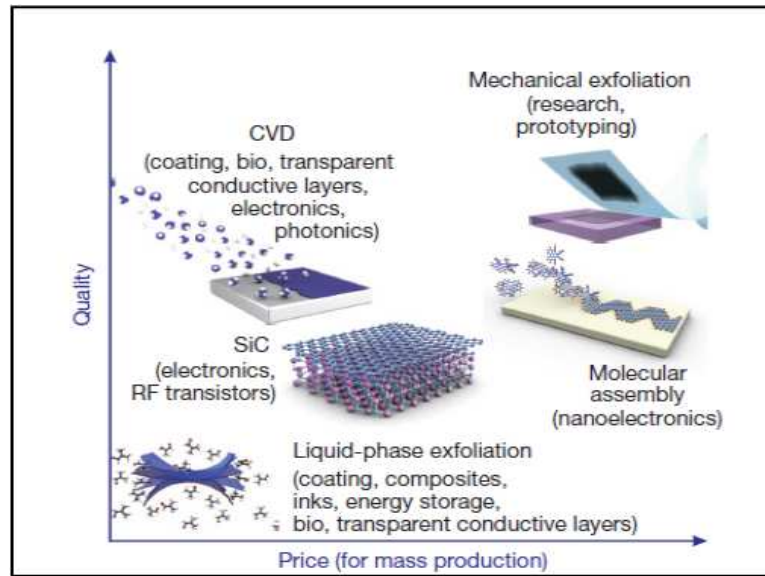 Mechanical exfoliation
(research,
prototyping)
CVD
(coating, bio, transparent
conductive layers,
electronics,
photonics)
Quality
SiC
(electronics,
RF transistors)
Molecular
assembly
(nanoelectronics)
Liquid-phase exfoliation
(coating, composites,
inks, energy storage,
bio, transparent conductive layers)
Price (for mass production)